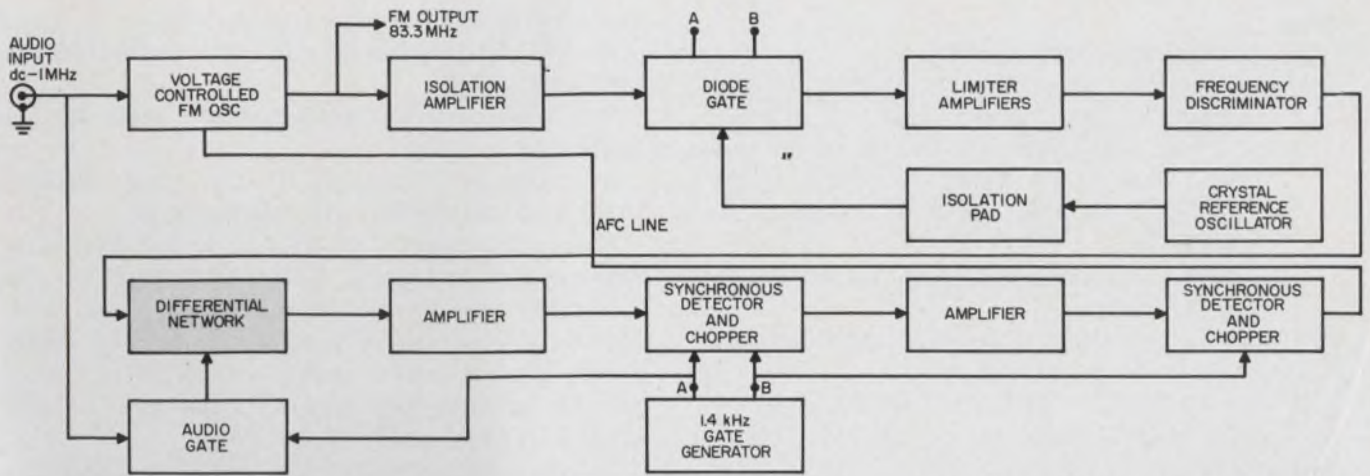 AUDIO
INPUT
dc-1MHz
VOLTAGE
CONTROLLED
FM OSC
FM OUTPUT
83.3 MHz
ISOLATION
AMPLIFIER
A
B
DIODE
GATE
LIMITER
AMPLIFIERS
FREQUENCY
DISCRIMINATOR
ISOLATION
PAD
CRYSTAL
REFERENCE
OSCILLATOR
AFC LINE
DIFFERENTIAL
NETWORK
AMPLIFIER
SYNCHRONOUS
DETECTOR
AND
CHOPPER
AMPLIFIER
SYNCHRONOUS
DETECTOR
AND
CHOPPER
A
B
AUDIO
GATE
1.4 kHz
GATE
GENERATOR